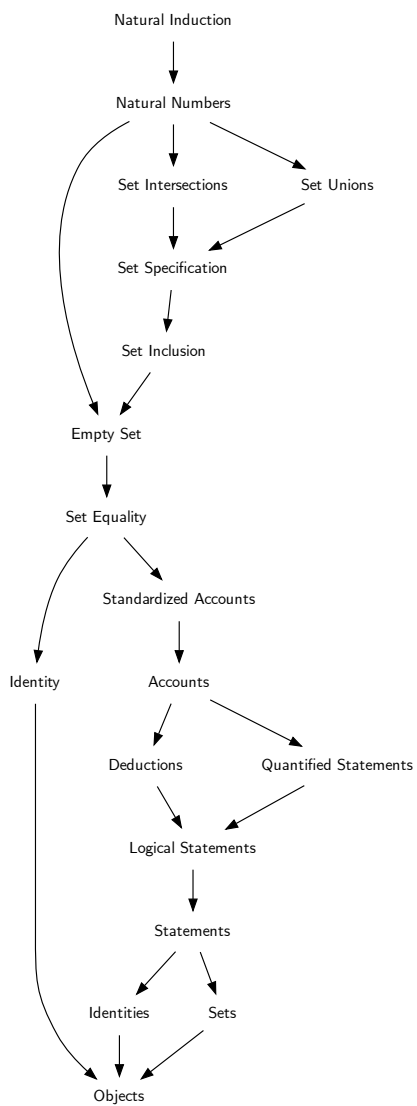 Natural Induction
Natural Numbers
Set Intersections
Set Unions
Set Specification
Set Inclusion
Empty Set
Set Equality
Standardized Accounts
Identity
Accounts
Deductions
Quantified Statements
Logical Statements
Statements
Identities
Sets
Objects